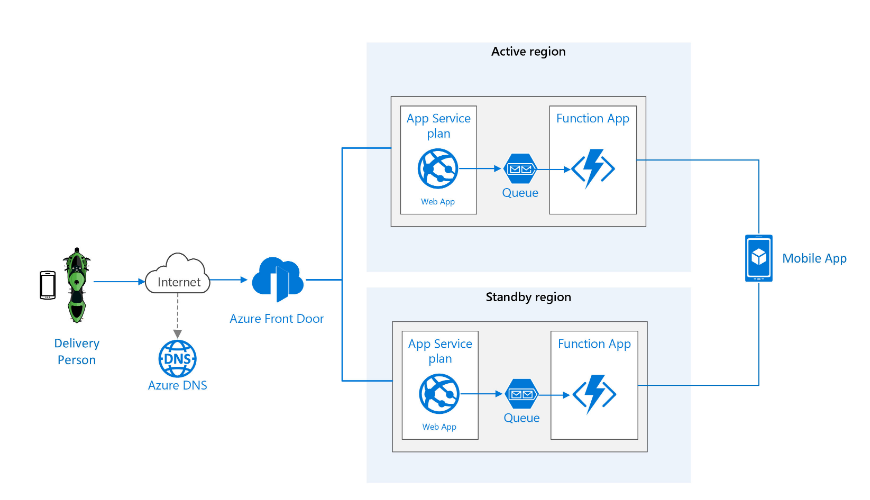 Active region
App Service
plan
Web App
Queue
Function App
Internet
Delivery
Person
DNS
Azure DNS
Azure Front Door
Mobile App
Standby region
App Service
plan
Web App
Queue
Function App